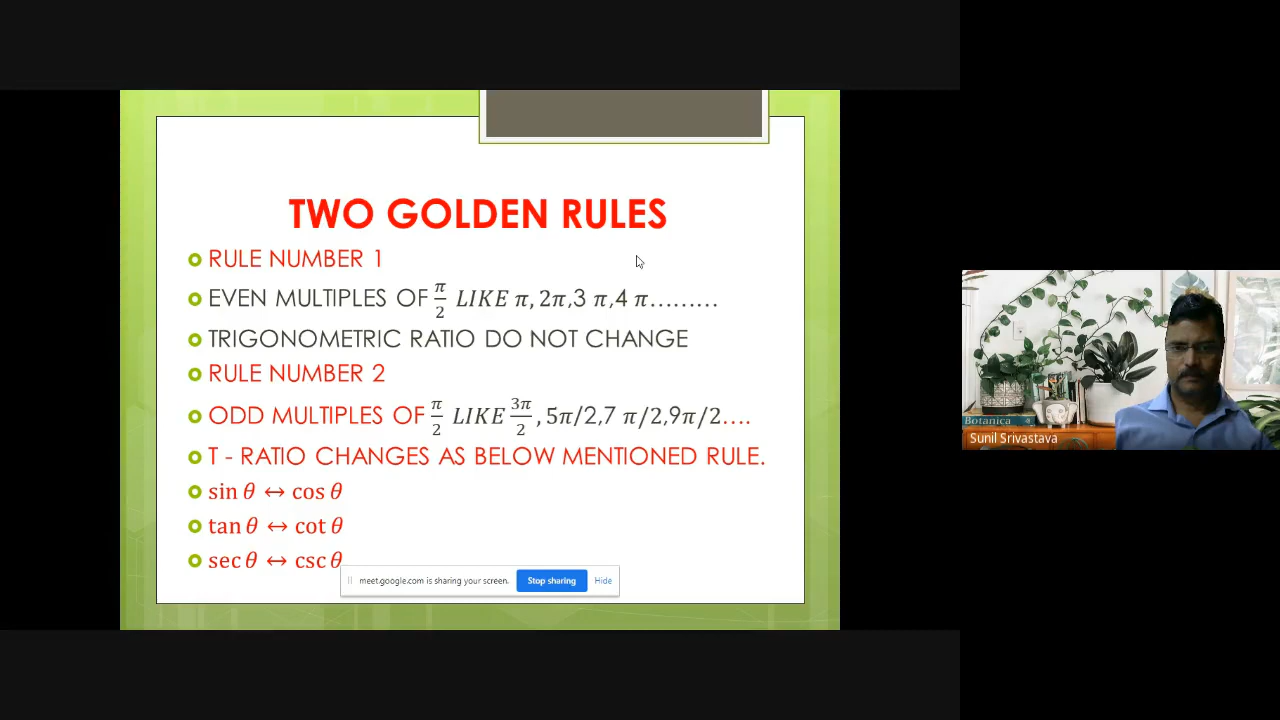 TWO GOLDEN RULES
RULE NUMBER 1
EVEN MULTIPLES OF π/2 LIKE π, 2π,3 π,4 π………
TRIGONOMETRIC RATIO DO NOT CHANGE
RULE NUMBER 2
ODD MULTIPLES OF π/2 LIKE 3π/2, 5π/2,7 π/2,9π/2….
T - RATIO CHANGES AS BELOW MENTIONED RULE.
sin θ ↔ cos θ
tan θ ↔ cot θ
sec θ ↔ csc θ
meet.google.com is sharing your screen. Stop sharing Hide
Botanica
Sunil Srivastava